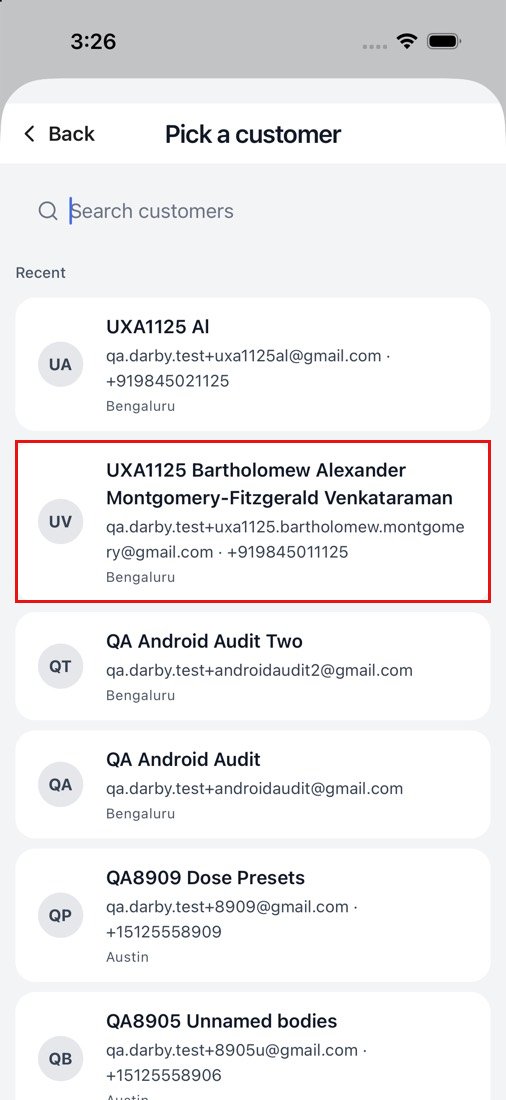 3:26
Back
Pick a customer
Search customers
Recent
UA
UXA1125 Al
qa.darby.test+uxa1125al@gmail.com ·
+919845021125
Bengaluru
UV
UXA1125 Bartholomew Alexander
Montgomery-Fitzgerald Venkataraman
qa.darby.test+uxa1125.bartholomew.montgome
ry@gmail.com · +919845011125
Bengaluru
QT
QA Android Audit Two
qa.darby.test+androidaudit2@gmail.com
Bengaluru
QA
QA Android Audit
qa.darby.test+androidaudit@gmail.com
Bengaluru
QP
QA8909 Dose Presets
qa.darby.test+8909@gmail.com ·
+15125558909
Austin
QB
QA8905 Unnamed bodies
qa.darby.test+8905u@gmail.com ·
+15125558906
Austin